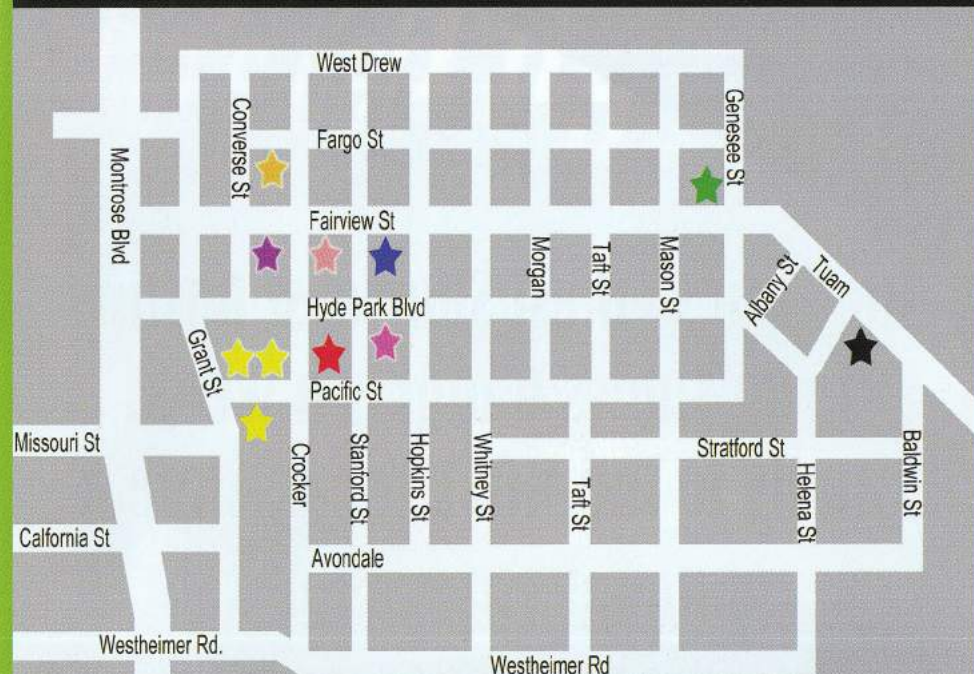 West Drew
Converse St
Genesee St
Fargo St
Montrose Blvd
Fairview St
Morgan
Taft St
Mason St
Albany St
Tuam
Hyde Park Blvd
Grant St
Pacific St
Missouri St
Crocker
Stanford St
Hopkins St
Whitney St
Stratford St
Baldwin St
Taft St
Helena St
Calfornia St
Avondale
Westheimer Rd.
Westheimer Rd